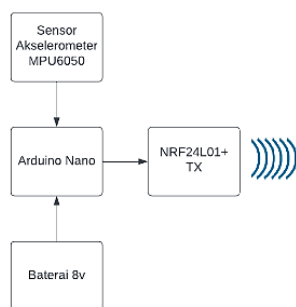 Sensor
Akselerometer
MPU6050
Arduino Nano
NRF24L01+
TX
Baterai 8v